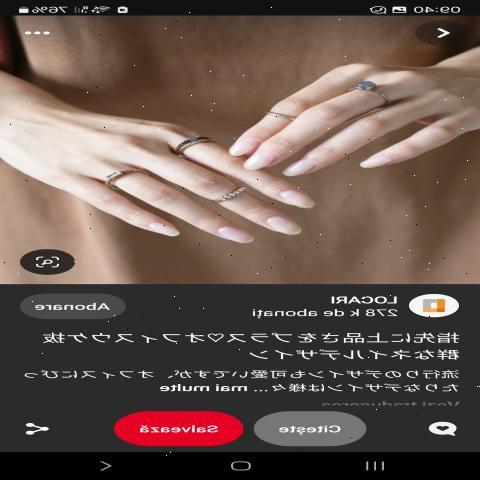 09:40
76%
LOCARI
278 k de abonați
Abonare
指先に上品さをプラス♡オフィスウケ抜
群なネイルデザイン
流行りのデザインも可愛いですが、オフィスにぴっ
たりなデザインは様々... mai multe
Vezi traducerea
Citește
Salvează